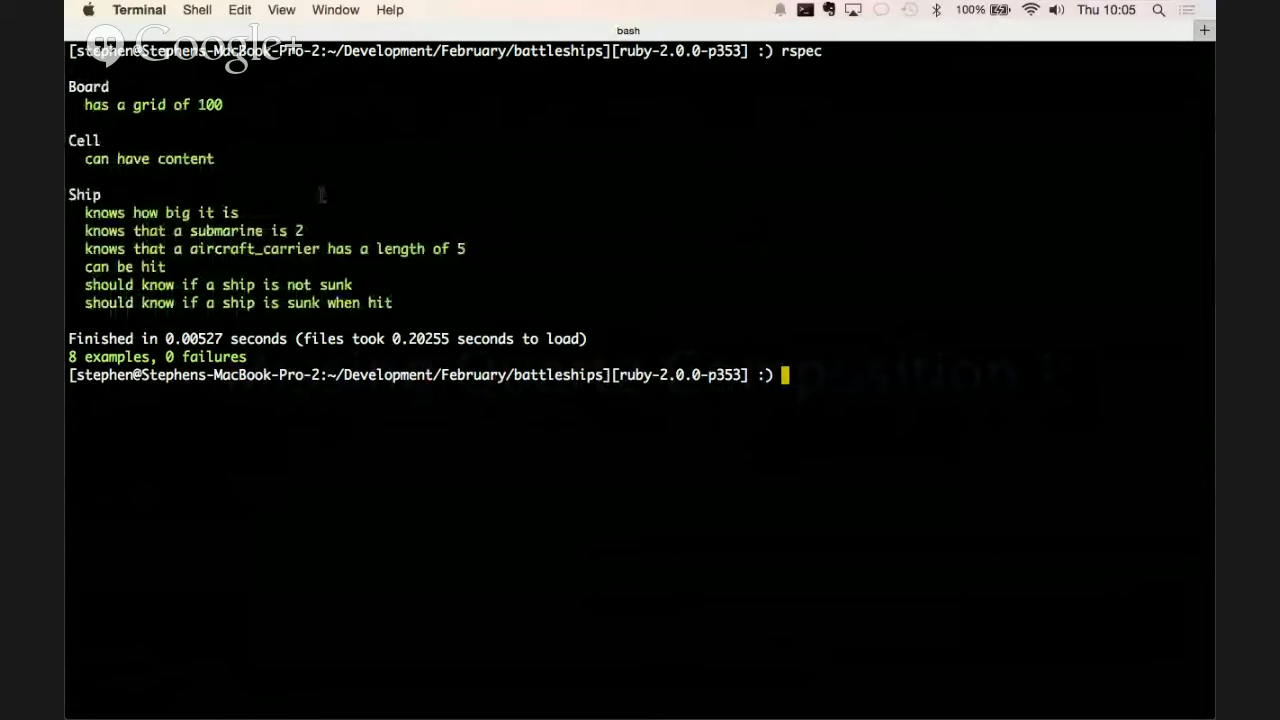 Terminal Shell Edit View Window Help 100% Thu 10:05
bash
Google+
[stephen@Stephens-MacBook-Pro-2:~/Development/February/battleships][ruby-2.0.0-p353] :) rspec
Board
has a grid of 100
Cell
can have content
Ship
knows how big it is
knows that a submarine is 2
knows that a aircraft_carrier has a length of 5
can be hit
should know if a ship is not sunk
should know if a ship is sunk when hit
Finished in 0.00527 seconds (files took 0.20255 seconds to load)
8 examples, 0 failures
[stephen@Stephens-MacBook-Pro-2:~/Development/February/battleships][ruby-2.0.0-p353] :)